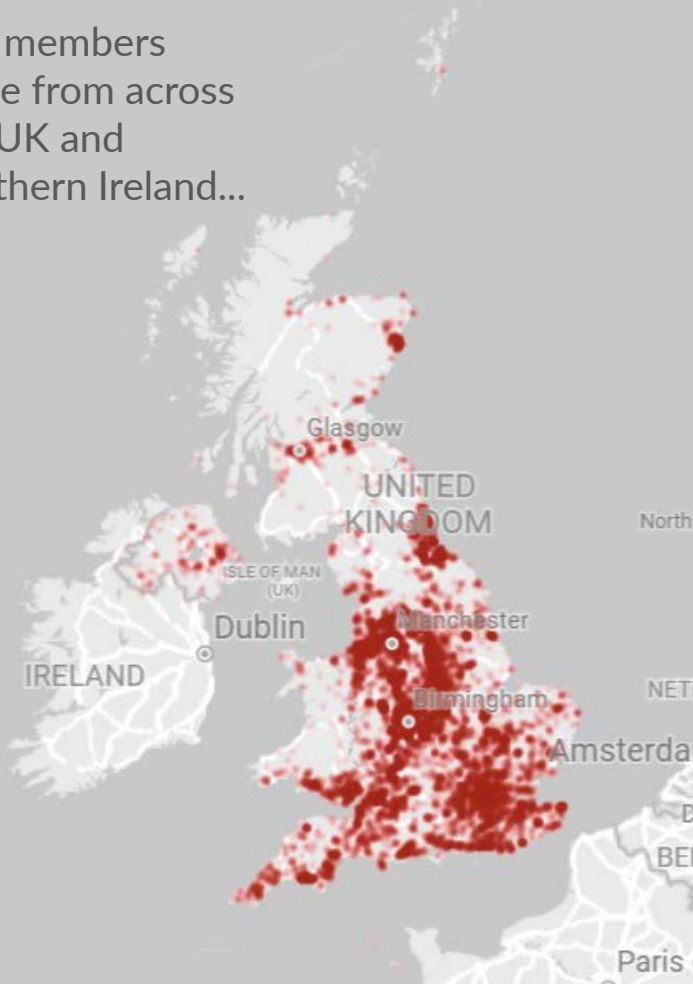 members
e from across
UK and
thern Ireland...
Glasgow
UNITED
KINGDOM
North
ISLE OF MAN
(UK)
Dublin
Manchester
IRELAND
Birmingham
NET
Amsterda
D
BEL
Paris